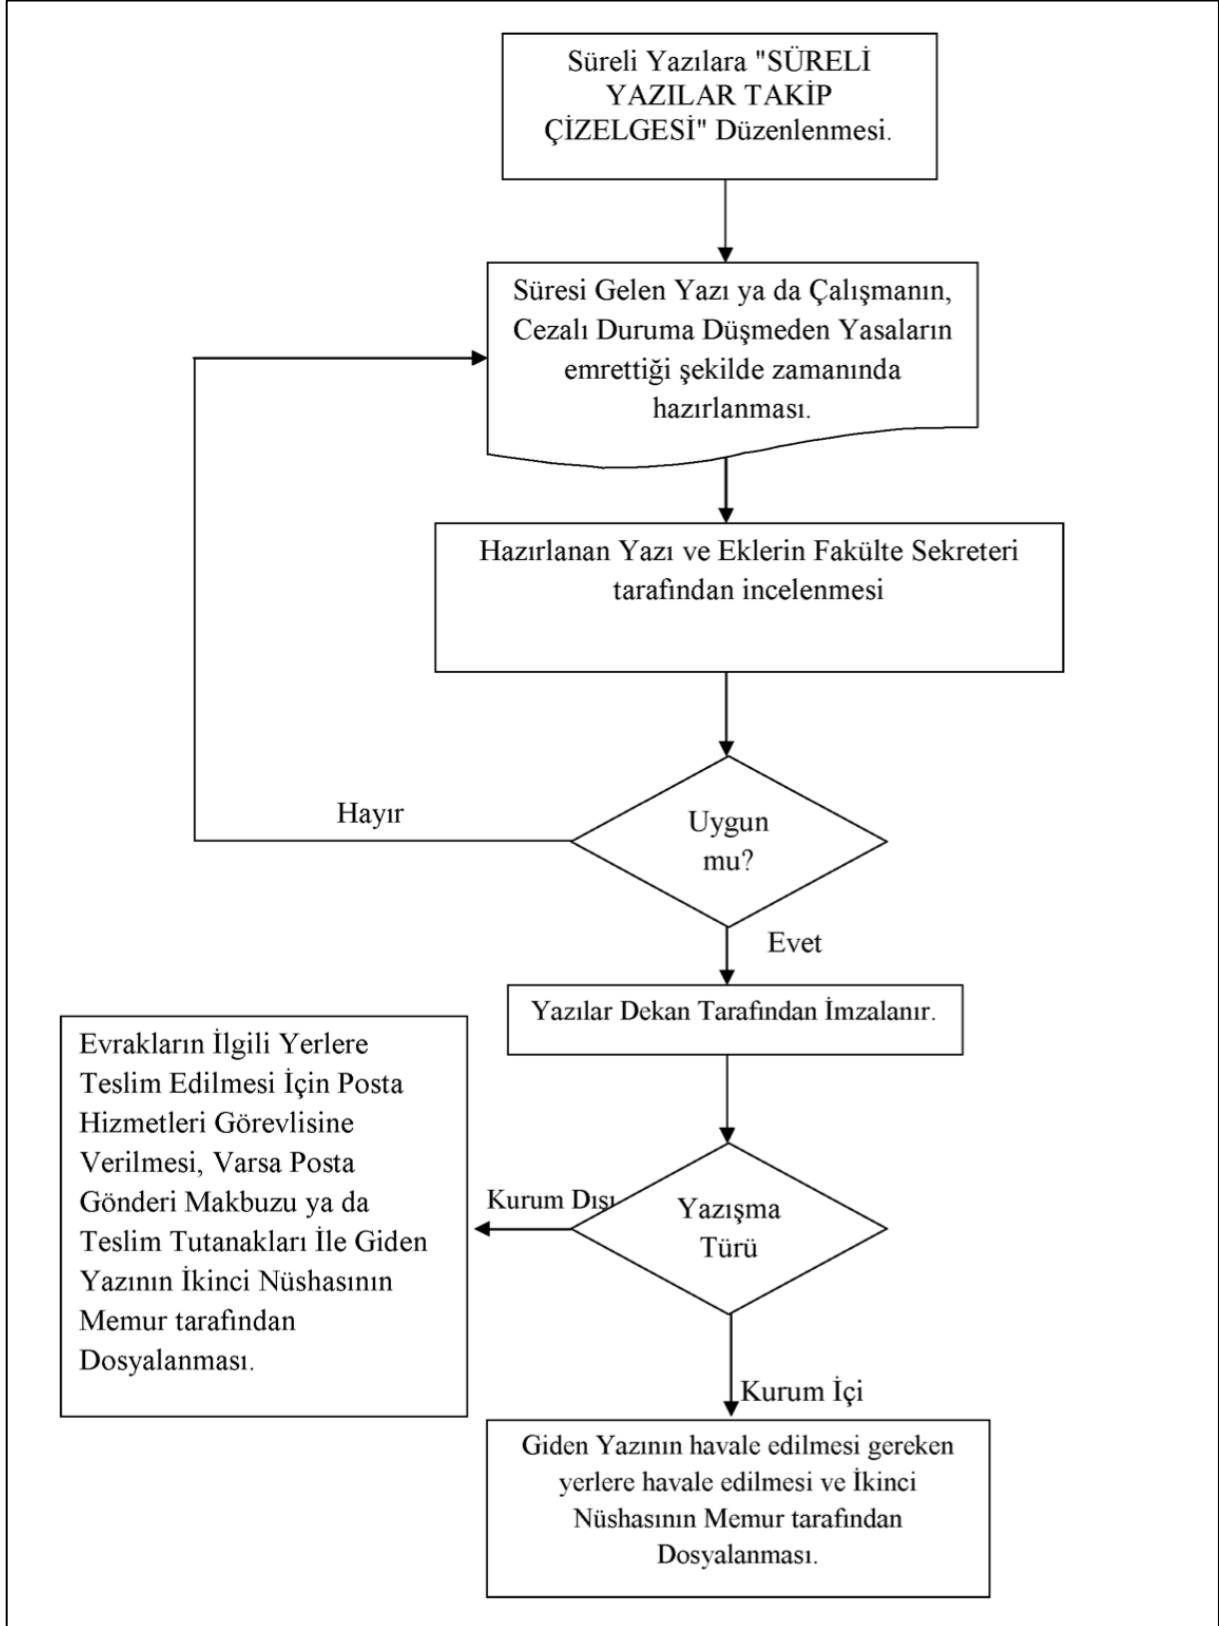 Süreli Yazılara "SÜRELİ
YAZILAR TAKİP
ÇİZELGESİ" Düzenlenmesi.
Süresi Gelen Yazı ya da Çalışmanın,
Cezalı Duruma Düşmeden Yasaların
emrettiği şekilde zamanında
hazırlanması.
Hazırlanan Yazı ve Eklerin Fakülte Sekreteri
tarafından incelenmesi
Hayır
Uygun
mu?
Evet
Yazılar Dekan Tarafından İmzalanır.
Evrakların İlgili Yerlere
Teslim Edilmesi İçin Posta
Hizmetleri Görevlisine
Verilmesi, Varsa Posta
Gönderi Makbuzu ya da
Teslim Tutanakları İle Giden
Yazının İkinci Nüshasının
Memur tarafından
Dosyalanması.
Kurum Dışı
Yazışma
Türü
Kurum İçi
Giden Yazının havale edilmesi gereken
yerlere havale edilmesi ve İkinci
Nüshasının Memur tarafından
Dosyalanması.